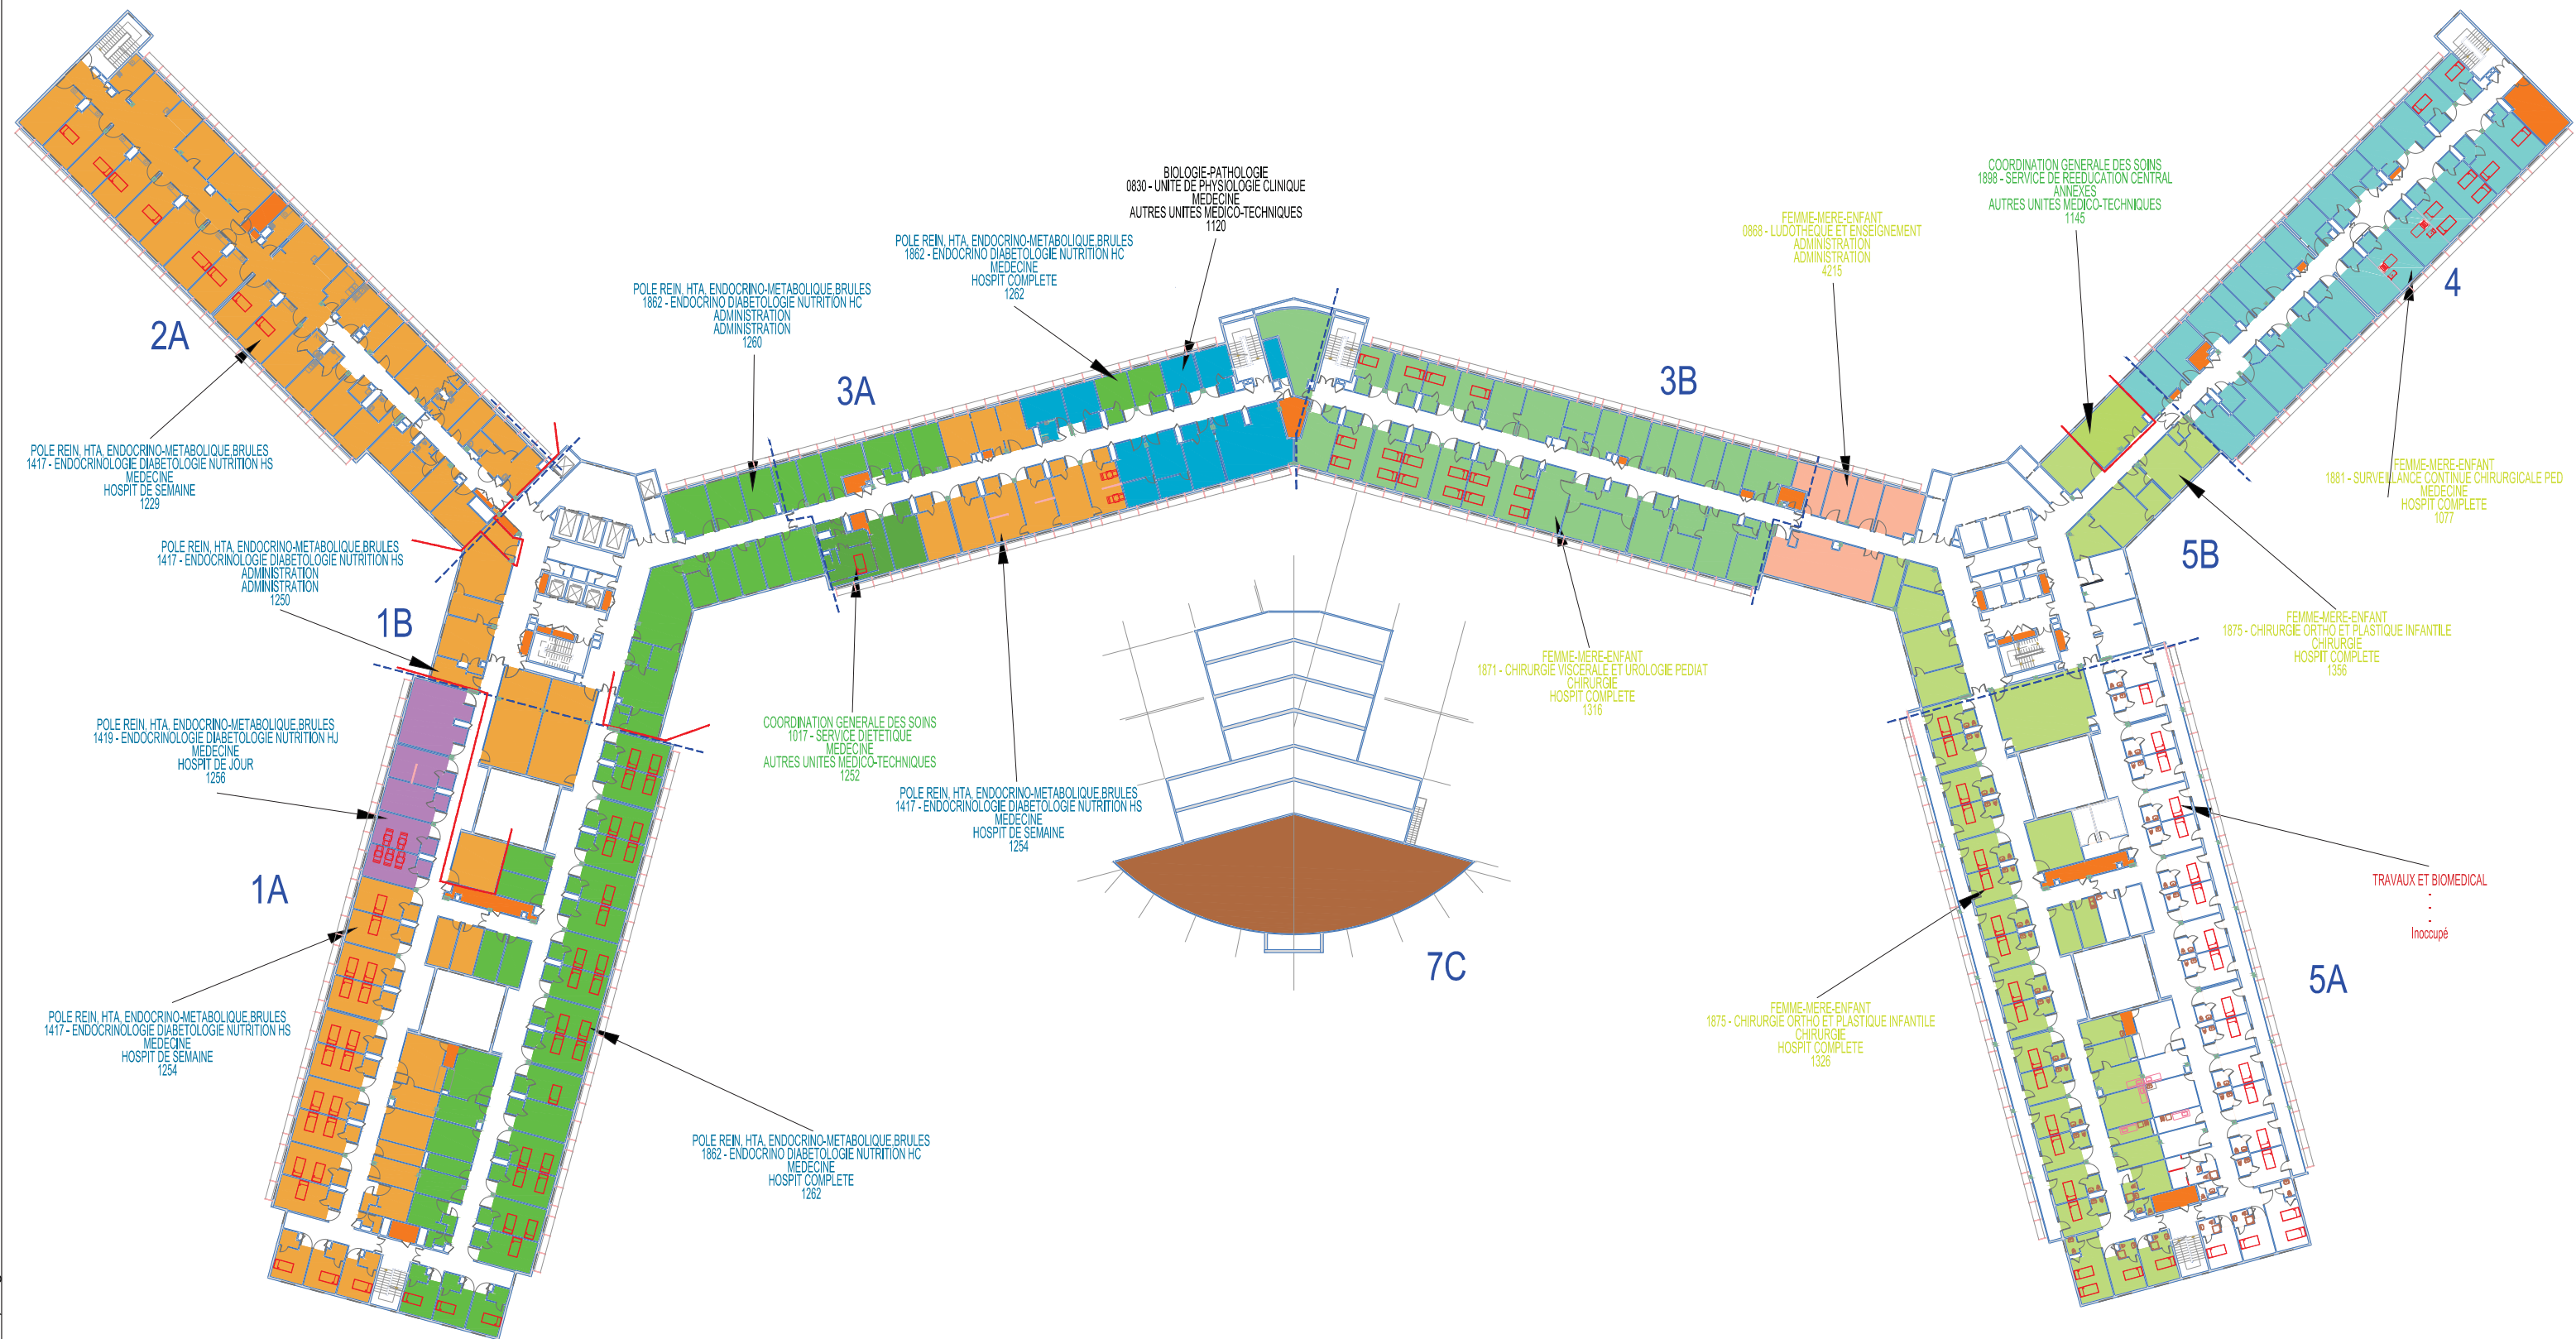 BIOLOGIE-PATHOLOGIE
0830 - UNITE DE PHYSIOLOGIE CLINIQUE
MEDECINE
AUTRES UNITES MEDICO-TECHNIQUES
1120
COORDINATION GENERALE DES SOINS
1898 - SERVICE DE REEDUCATION CENTRAL
ANNEXES
AUTRES UNITES MEDICO-TECHNIQUES
1145
FEMME-MERE-ENFANT
0868 - LUDOTHEQUE ET ENSEIGNEMENT
ADMINISTRATION
ADMINISTRATION
4215
POLE REIN, HTA, ENDOCRINO-METABOLIQUE,BRULES
1862 - ENDOCRINO DIABETOLOGIE NUTRITION HC
MEDECINE
HOSPIT COMPLETE
1262
POLE REIN, HTA, ENDOCRINO-METABOLIQUE,BRULES
1862 - ENDOCRINO DIABETOLOGIE NUTRITION HC
ADMINISTRATION
ADMINISTRATION
1260
2A
3A
3B
4
POLE REIN, HTA, ENDOCRINO-METABOLIQUE,BRULES
1417 - ENDOCRINOLOGIE DIABETOLOGIE NUTRITION HS
MEDECINE
HOSPIT DE SEMAINE
1229
FEMME-MERE-ENFANT
1881 - SURVEILLANCE CONTINUE CHIRURGICALE PED
MEDECINE
HOSPIT COMPLETE
1077
POLE REIN, HTA, ENDOCRINO-METABOLIQUE,BRULES
1417 - ENDOCRINOLOGIE DIABETOLOGIE NUTRITION HS
ADMINISTRATION
ADMINISTRATION
1250
5B
1B
FEMME-MERE-ENFANT
1875 - CHIRURGIE ORTHO ET PLASTIQUE INFANTILE
CHIRURGIE
HOSPIT COMPLETE
1356
FEMME-MERE-ENFANT
1871 - CHIRURGIE VISCERALE ET UROLOGIE PEDIAT
CHIRURGIE
HOSPIT COMPLETE
1316
POLE REIN, HTA, ENDOCRINO-METABOLIQUE,BRULES
1419 - ENDOCRINOLOGIE DIABETOLOGIE NUTRITION HJ
MEDECINE
HOSPIT DE JOUR
1256
COORDINATION GENERALE DES SOINS
1017 - SERVICE DIETETIQUE
MEDECINE
AUTRES UNITES MEDICO-TECHNIQUES
1252
POLE REIN, HTA, ENDOCRINO-METABOLIQUE,BRULES
1417 - ENDOCRINOLOGIE DIABETOLOGIE NUTRITION HS
MEDECINE
HOSPIT DE SEMAINE
1254
1A
TRAVAUX ET BIOMEDICAL
-
-
-
Inoccupé
7C
5A
POLE REIN, HTA, ENDOCRINO-METABOLIQUE,BRULES
1417 - ENDOCRINOLOGIE DIABETOLOGIE NUTRITION HS
MEDECINE
HOSPIT DE SEMAINE
1254
FEMME-MERE-ENFANT
1875 - CHIRURGIE ORTHO ET PLASTIQUE INFANTILE
CHIRURGIE
HOSPIT COMPLETE
1326
POLE REIN, HTA, ENDOCRINO-METABOLIQUE,BRULES
1862 - ENDOCRINO DIABETOLOGIE NUTRITION HC
MEDECINE
HOSPIT COMPLETE
1262